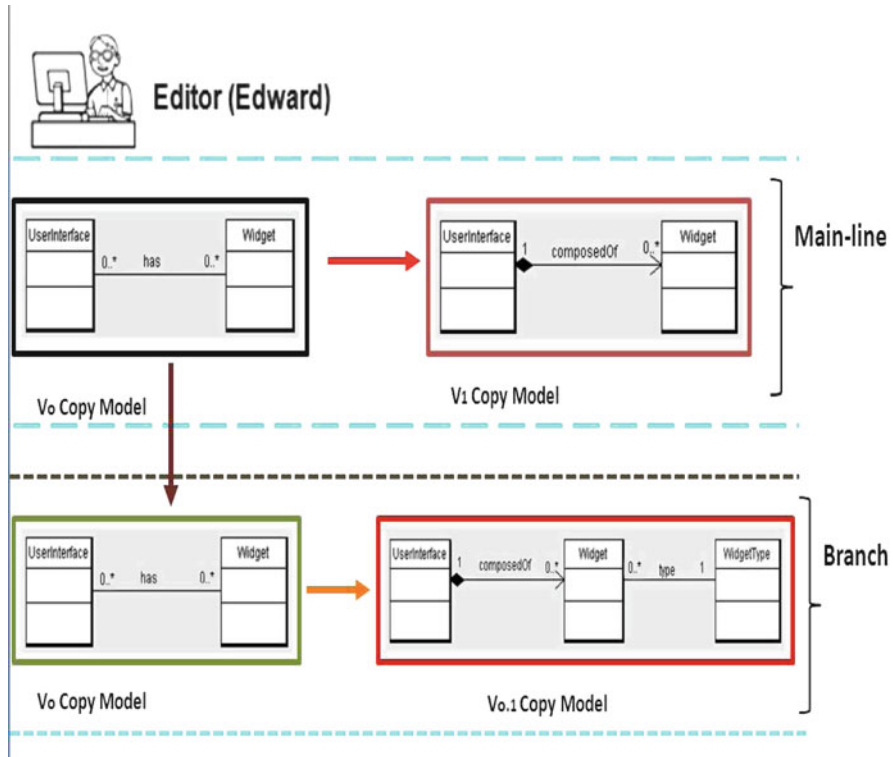 Editor (Edward)
UserInterface
0..*
has
0..*
Widget
UserInterface
1
composedOf
0..*
Widget
Main-line
V0 Copy Model
V1 Copy Model
UserInterface
0..*
has
0..*
Widget
UserInterface
1
composedOf
0..*
Widget
0..*
type
1
WidgetType
Branch
V0 Copy Model
V0.1 Copy Model